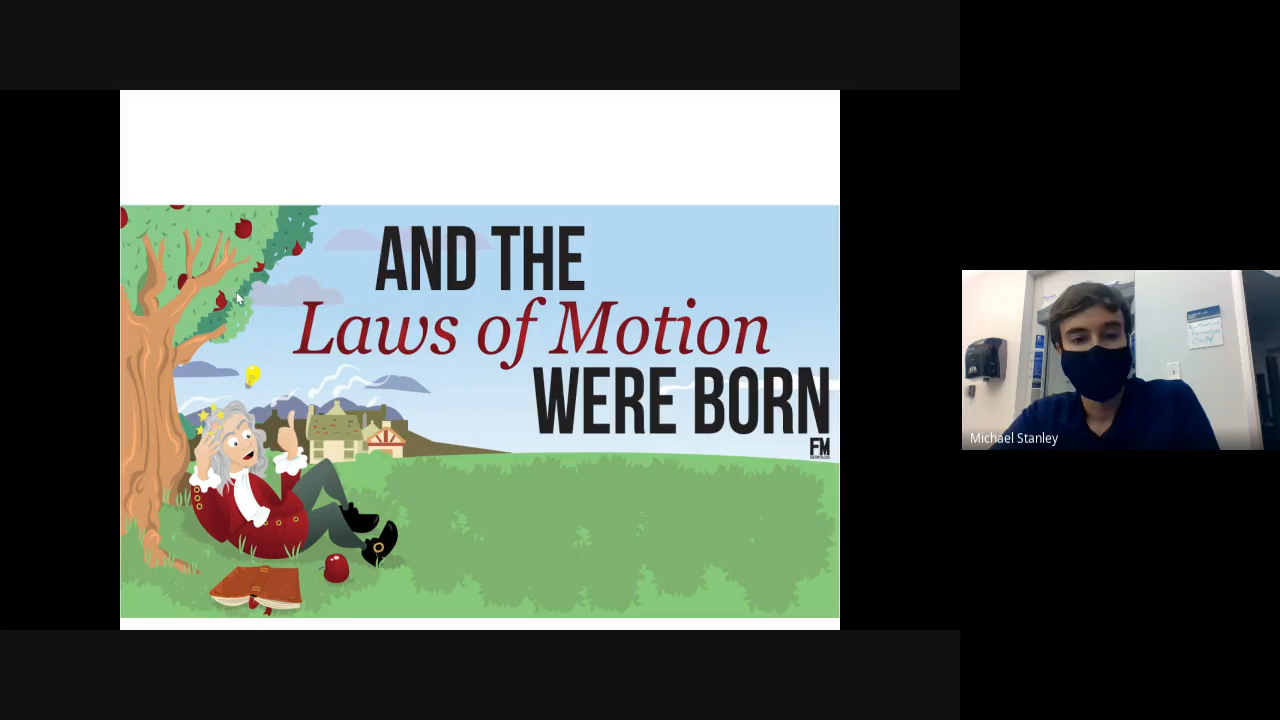 AND THE
Laws of Motion
WERE BORN
FM
Michael Stanley